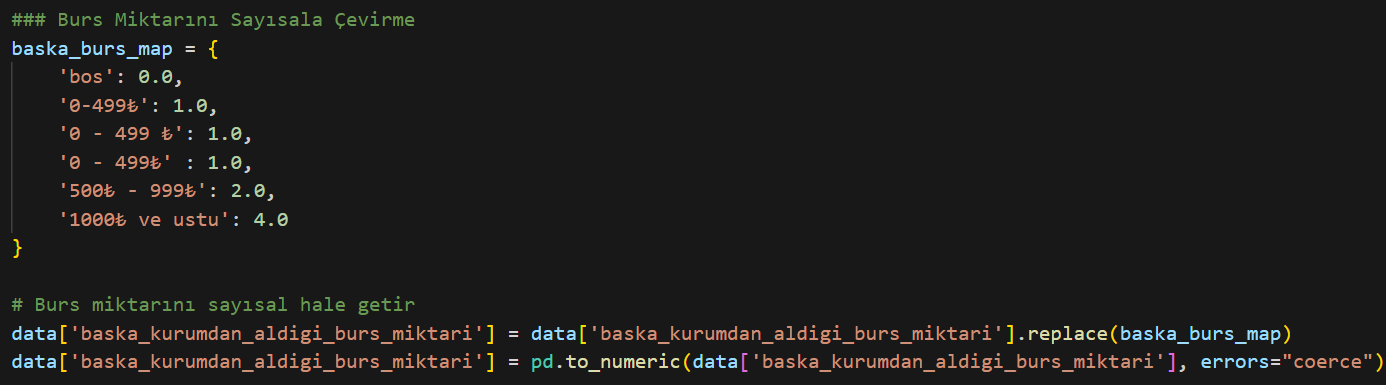 ### Burs Miktarını Sayısala Çevirme
baska_burs_map = {
    'bos': 0.0,
    '0-499₺': 1.0,
    '0 - 499 ₺': 1.0,
    '0 - 499₺' : 1.0,
    '500₺ - 999₺': 2.0,
    '1000₺ ve ustu': 4.0
}

# Burs miktarını sayısal hale getir
data['baska_kurumdan_aldigi_burs_miktari'] = data['baska_kurumdan_aldigi_burs_miktari'].replace(baska_burs_map)
data['baska_kurumdan_aldigi_burs_miktari'] = pd.to_numeric(data['baska_kurumdan_aldigi_burs_miktari'], errors="coerce")